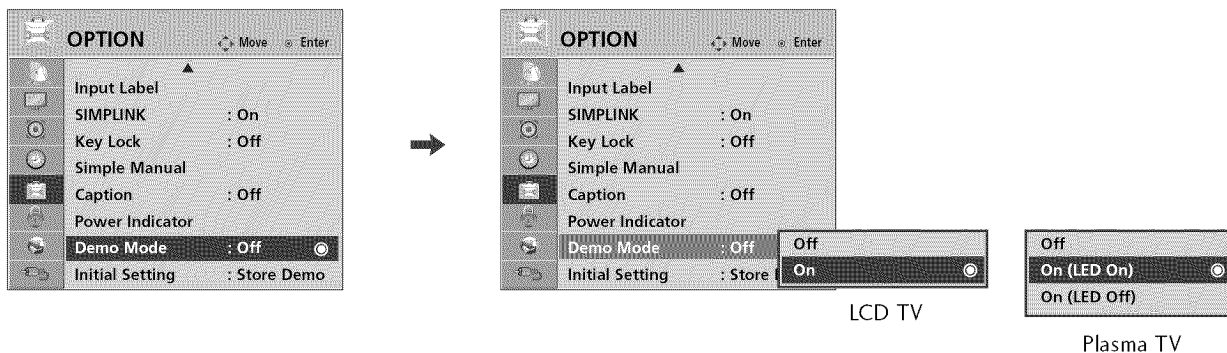 OPTION
Move Enter
Input Label
SIMPLINK : On
Key Lock : Off
Simple Manual
Caption : Off
Power Indicator
Demo Mode : Off
Initial Setting : Store Demo
OPTION
Move Enter
Input Label
SIMPLINK : On
Key Lock : Off
Simple Manual
Caption : Off
Power Indicator
Demo Mode : Off
Initial Setting : Store
Off
On
LCD TV
Off
On (LED On)
On (LED Off)
Plasma TV